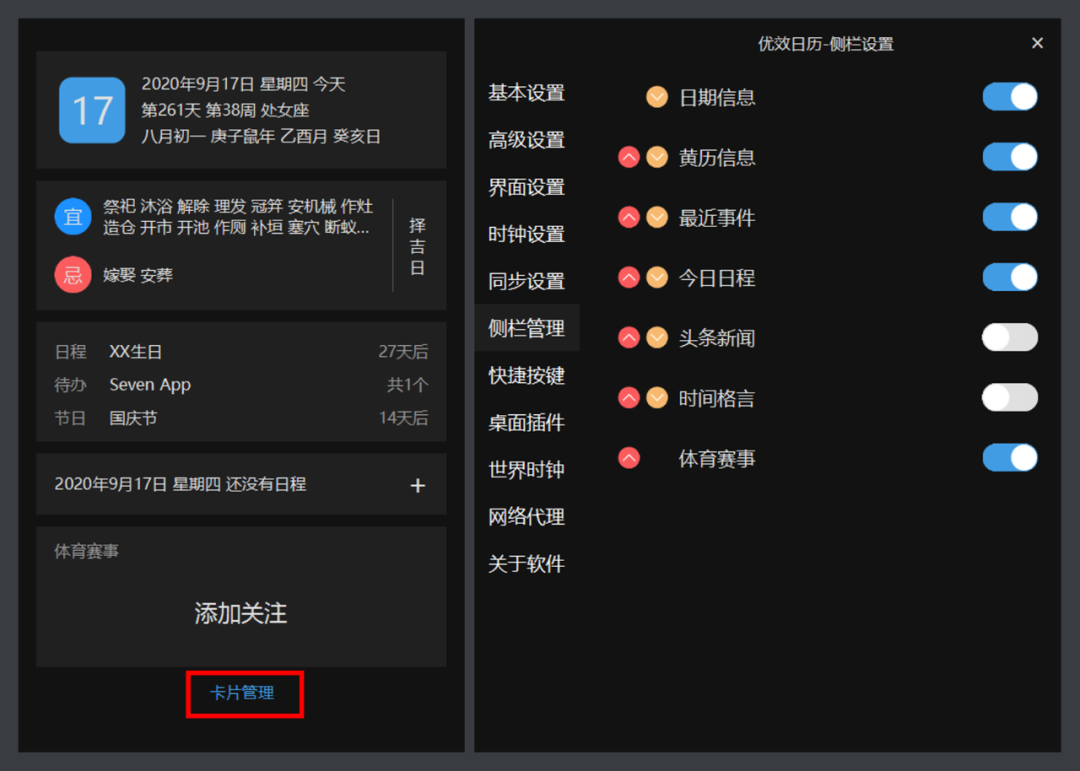 17
2020年9月17日 星期四 今天
第261天 第38周 处女座
八月初一 庚子鼠年 乙酉月 癸亥日
宜
祭祀 沐浴 解除 理发 冠笄 安机械 作灶
造仓 开市 开池 作厕 补垣 塞穴 断蚁...
忌
嫁娶 安葬
择吉日
日程 XX生日 27天后
待办 Seven App 共1个
节日 国庆节 14天后
2020年9月17日 星期四 还没有日程 +
体育赛事
添加关注
卡片管理
优效日历-侧栏设置
基本设置
高级设置
界面设置
时钟设置
同步设置
侧栏管理
快捷按键
桌面插件
世界时钟
网络代理
关于软件
日期信息
黄历信息
最近事件
今日日程
头条新闻
时间格言
体育赛事